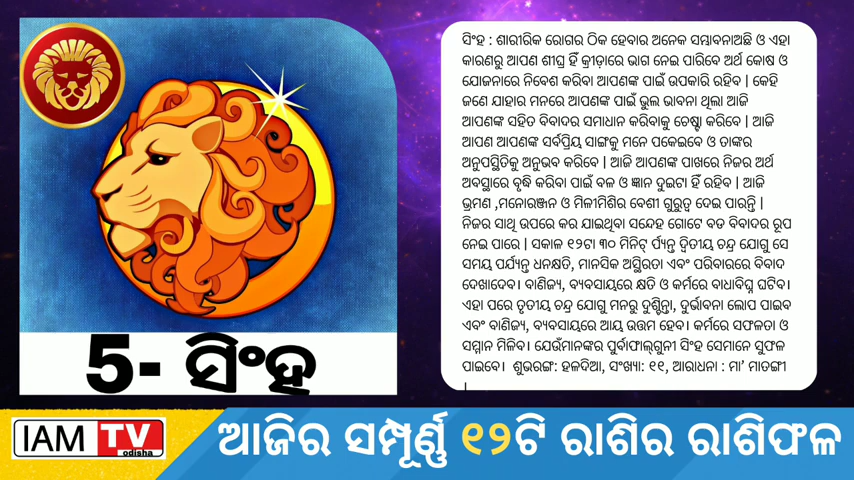 ସିଂହ : ଶାରୀରିକ ରୋଗର ଠିକ ହେବାର ଅନେକ ସମ୍ଭାବନାଅଛି ଓ ଏହା
କାରଣରୁ ଆପଣ ଶୀଘ୍ର ହିଁ କ୍ରୀଡ଼ାରେ ଭାଗ ନେଇ ପାରିବେ ଅର୍ଥ କୋଷ ଓ
ଯୋଜନାରେ ନିବେଶ କରିବା ଆପଣଙ୍କ ପାଇଁ ଉପକାରି ରହିବ | କେହି
ଜଣେ ଯାହାର ମନରେ ଆପଣଙ୍କ ପାଇଁ ଭୁଲ ଭାବନା ଥିଲା ଆଜି
ଆପଣଙ୍କ ସହିତ ବିବାଦର ସମାଧାନ କରିବାକୁ ଚେଷ୍ଟା କରିବେ | ଆଜି
ଆପଣ ଆପଣଙ୍କ ସର୍ବପ୍ରିୟ ସାଙ୍ଗକୁ ମନେ ପକେଇବେ ଓ ତାଙ୍କର
ଅନୁପସ୍ଥିତିକୁ ଅନୁଭବ କରିବେ | ଆଜି ଆପଣଙ୍କ ପାଖରେ ନିଜର ଅର୍ଥ
ଅବସ୍ଥାରେ ବୃଦ୍ଧି କରିବା ପାଇଁ ବଳ ଓ ଜ୍ଞାନ ଦୁଇଟା ହିଁ ରହିବ | ଆଜି
ଭ୍ରମଣ ,ମନୋରଞ୍ଜନ ଓ ମିଳାମିଶାର ବେଶୀ ଗୁରୁତ୍ୱ ଦେଇ ପାରନ୍ତି |
ନିଜର ସାଥି ଉପରେ କରା ଯାଇଥିବା ସନ୍ଦେହ ଗୋଟେ ବଡ ବିବାଦର ରୂପ
ନେଇ ପାରେ | ସକାଳ ୧୨ଟା ୩୦ ମିନିଟ୍ ର୍ପ୍ୟନ୍ତ ଦ୍ୱିତୀୟ ଚନ୍ଦ୍ର ଯୋଗୁ ସେ
ସମୟ ପର୍ଯ୍ୟନ୍ତ ଧନକ୍ଷତି, ମାନସିକ ଅସ୍ଥିରତା ଏବଂ ପରିବାରରେ ବିବାଦ
ଦେଖାଦେବ। ବାଣିଜ୍ୟ, ବ୍ୟବସାୟରେ କ୍ଷତି ଓ କର୍ମରେ ବାଧାବିଘ୍ନ ଘଟିବ।
ଏହା ପରେ ତୃତୀୟ ଚନ୍ଦ୍ର ଯୋଗୁ ମନରୁ ଦୁଶ୍ଚିନ୍ତା, ଦୁର୍ଭାବନା ଲୋପ ପାଇବ
ଏବଂ ବାଣିଜ୍ୟ, ବ୍ୟବସାୟରେ ଆୟ ଉତ୍ତମ ହେବ। କର୍ମରେ ସଫଳତା ଓ
ସମ୍ମାନ ମିଳିବ। ଯେଉଁମାନଙ୍କର ପୁର୍ବାଫାଲ୍‌ଗୁନୀ ସିଂହ ସେମାନେ ସୁଫଳ
ପାଇବେ। ଶୁଭରଙ୍ଗ: ହଳଦିଆ, ସଂଖ୍ୟା: ୧୧, ଆରାଧନା : ମା' ମାତଙ୍ଗୀ
|
5- ସିଂହ
IAM TV
odisha
ଆଜିର ସମ୍ପୂର୍ଣ୍ଣ ୧୨ଟି ରାଶିର ରାଶିଫଳ